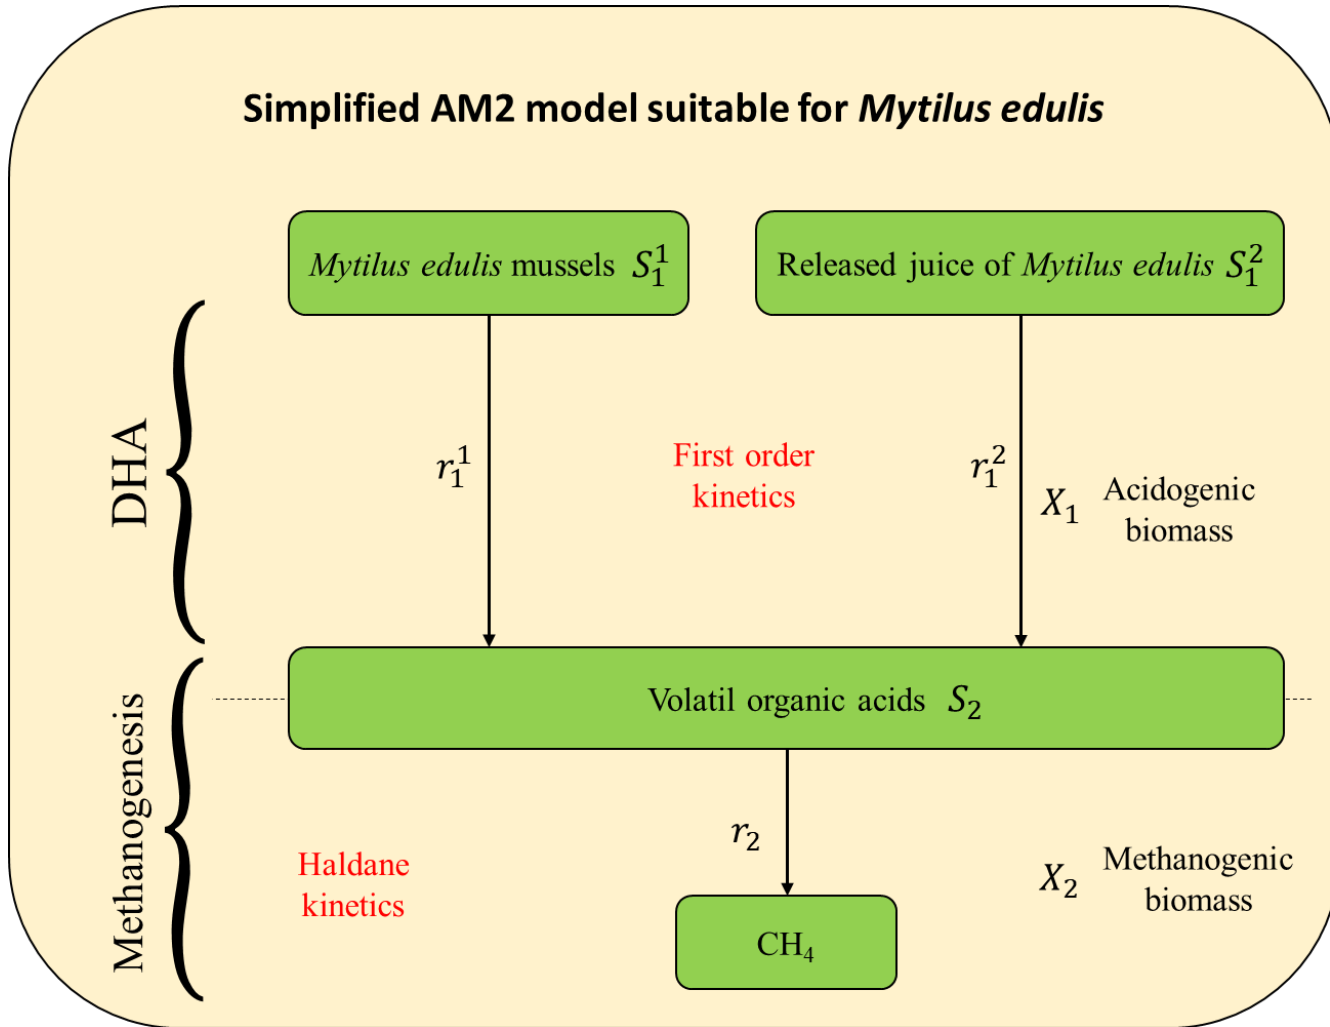 Simplified AM2 model suitable for Mytilus edulis
Mytilus edulis mussels S₁¹
Released juice of Mytilus edulis S₁²
DHA
r₁¹
First order
kinetics
r₁²
X₁
Acidogenic
biomass
Volatil organic acids S₂
Methanogenesis
r₂
Haldane
kinetics
X₂
Methanogenic
biomass
CH₄